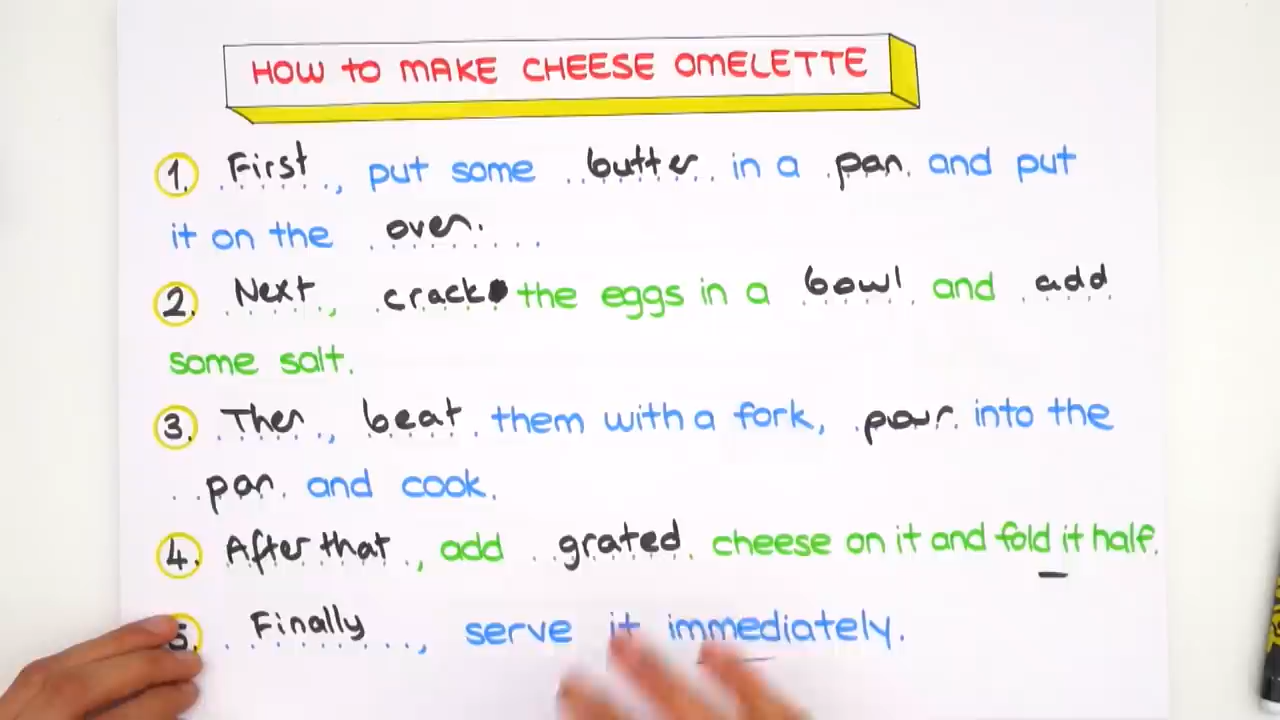 HOW TO MAKE CHEESE OMELETTE
1. First, put some butter in a pan and put
it on the oven.
2. Next, crack the eggs in a bowl and add
some salt.
3. Then, beat them with a fork, pour into the
pan and cook.
4. After that, add grated cheese on it and fold it half.
5. Finally, serve it immediately.